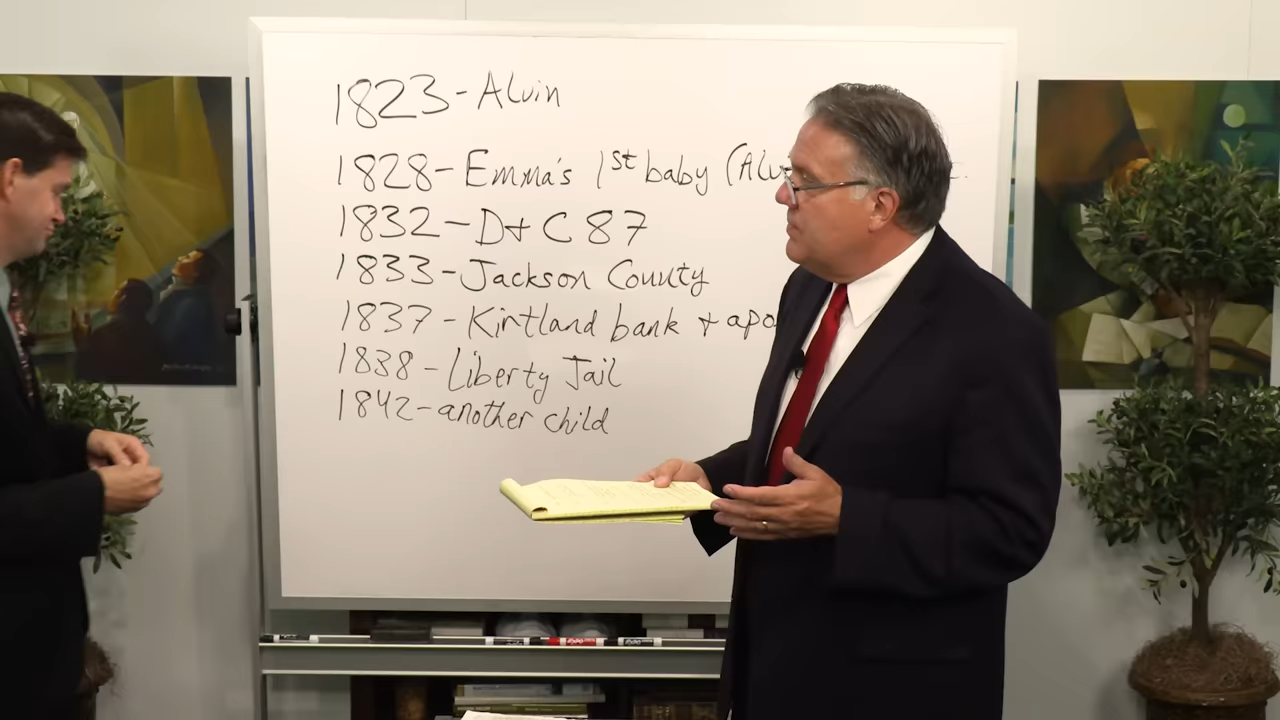 1823 - Alvin
1828 - Emma's 1st baby
1832 - D + C 87
1833 - Jackson County
1837 - Kirtland bank +
1838 - Liberty Jail
1842 - another child